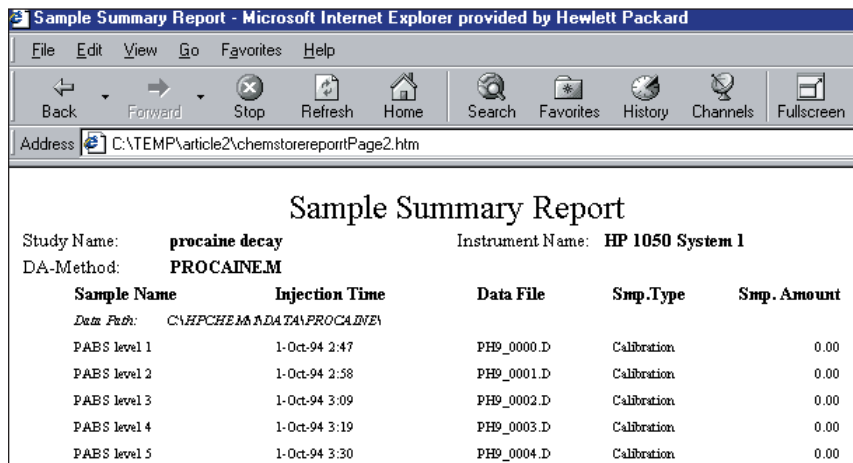 Sample Summary Report - Microsoft Internet Explorer provided by Hewlett Packard
File Edit View Go Favorites Help
Back Forward Stop Refresh Home Search Favorites History Channels Fullscreen
Address C:\TEMP\article2\chemstorereporrtPage2.htm
Sample Summary Report
Study Name: procaine decay Instrument Name: HP 1050 System 1
DA-Method: PROCAINE.M
Sample Name Injection Time Data File Smp.Type Smp. Amount
Data Path: C:\HPCHEM\1\DATA\PROCAINE\
PABS level 1 1-Oct-94 2:47 PH9_0000.D Calibration 0.00
PABS level 2 1-Oct-94 2:58 PH9_0001.D Calibration 0.00
PABS level 3 1-Oct-94 3:09 PH9_0002.D Calibration 0.00
PABS level 4 1-Oct-94 3:19 PH9_0003.D Calibration 0.00
PABS level 5 1-Oct-94 3:30 PH9_0004.D Calibration 0.00